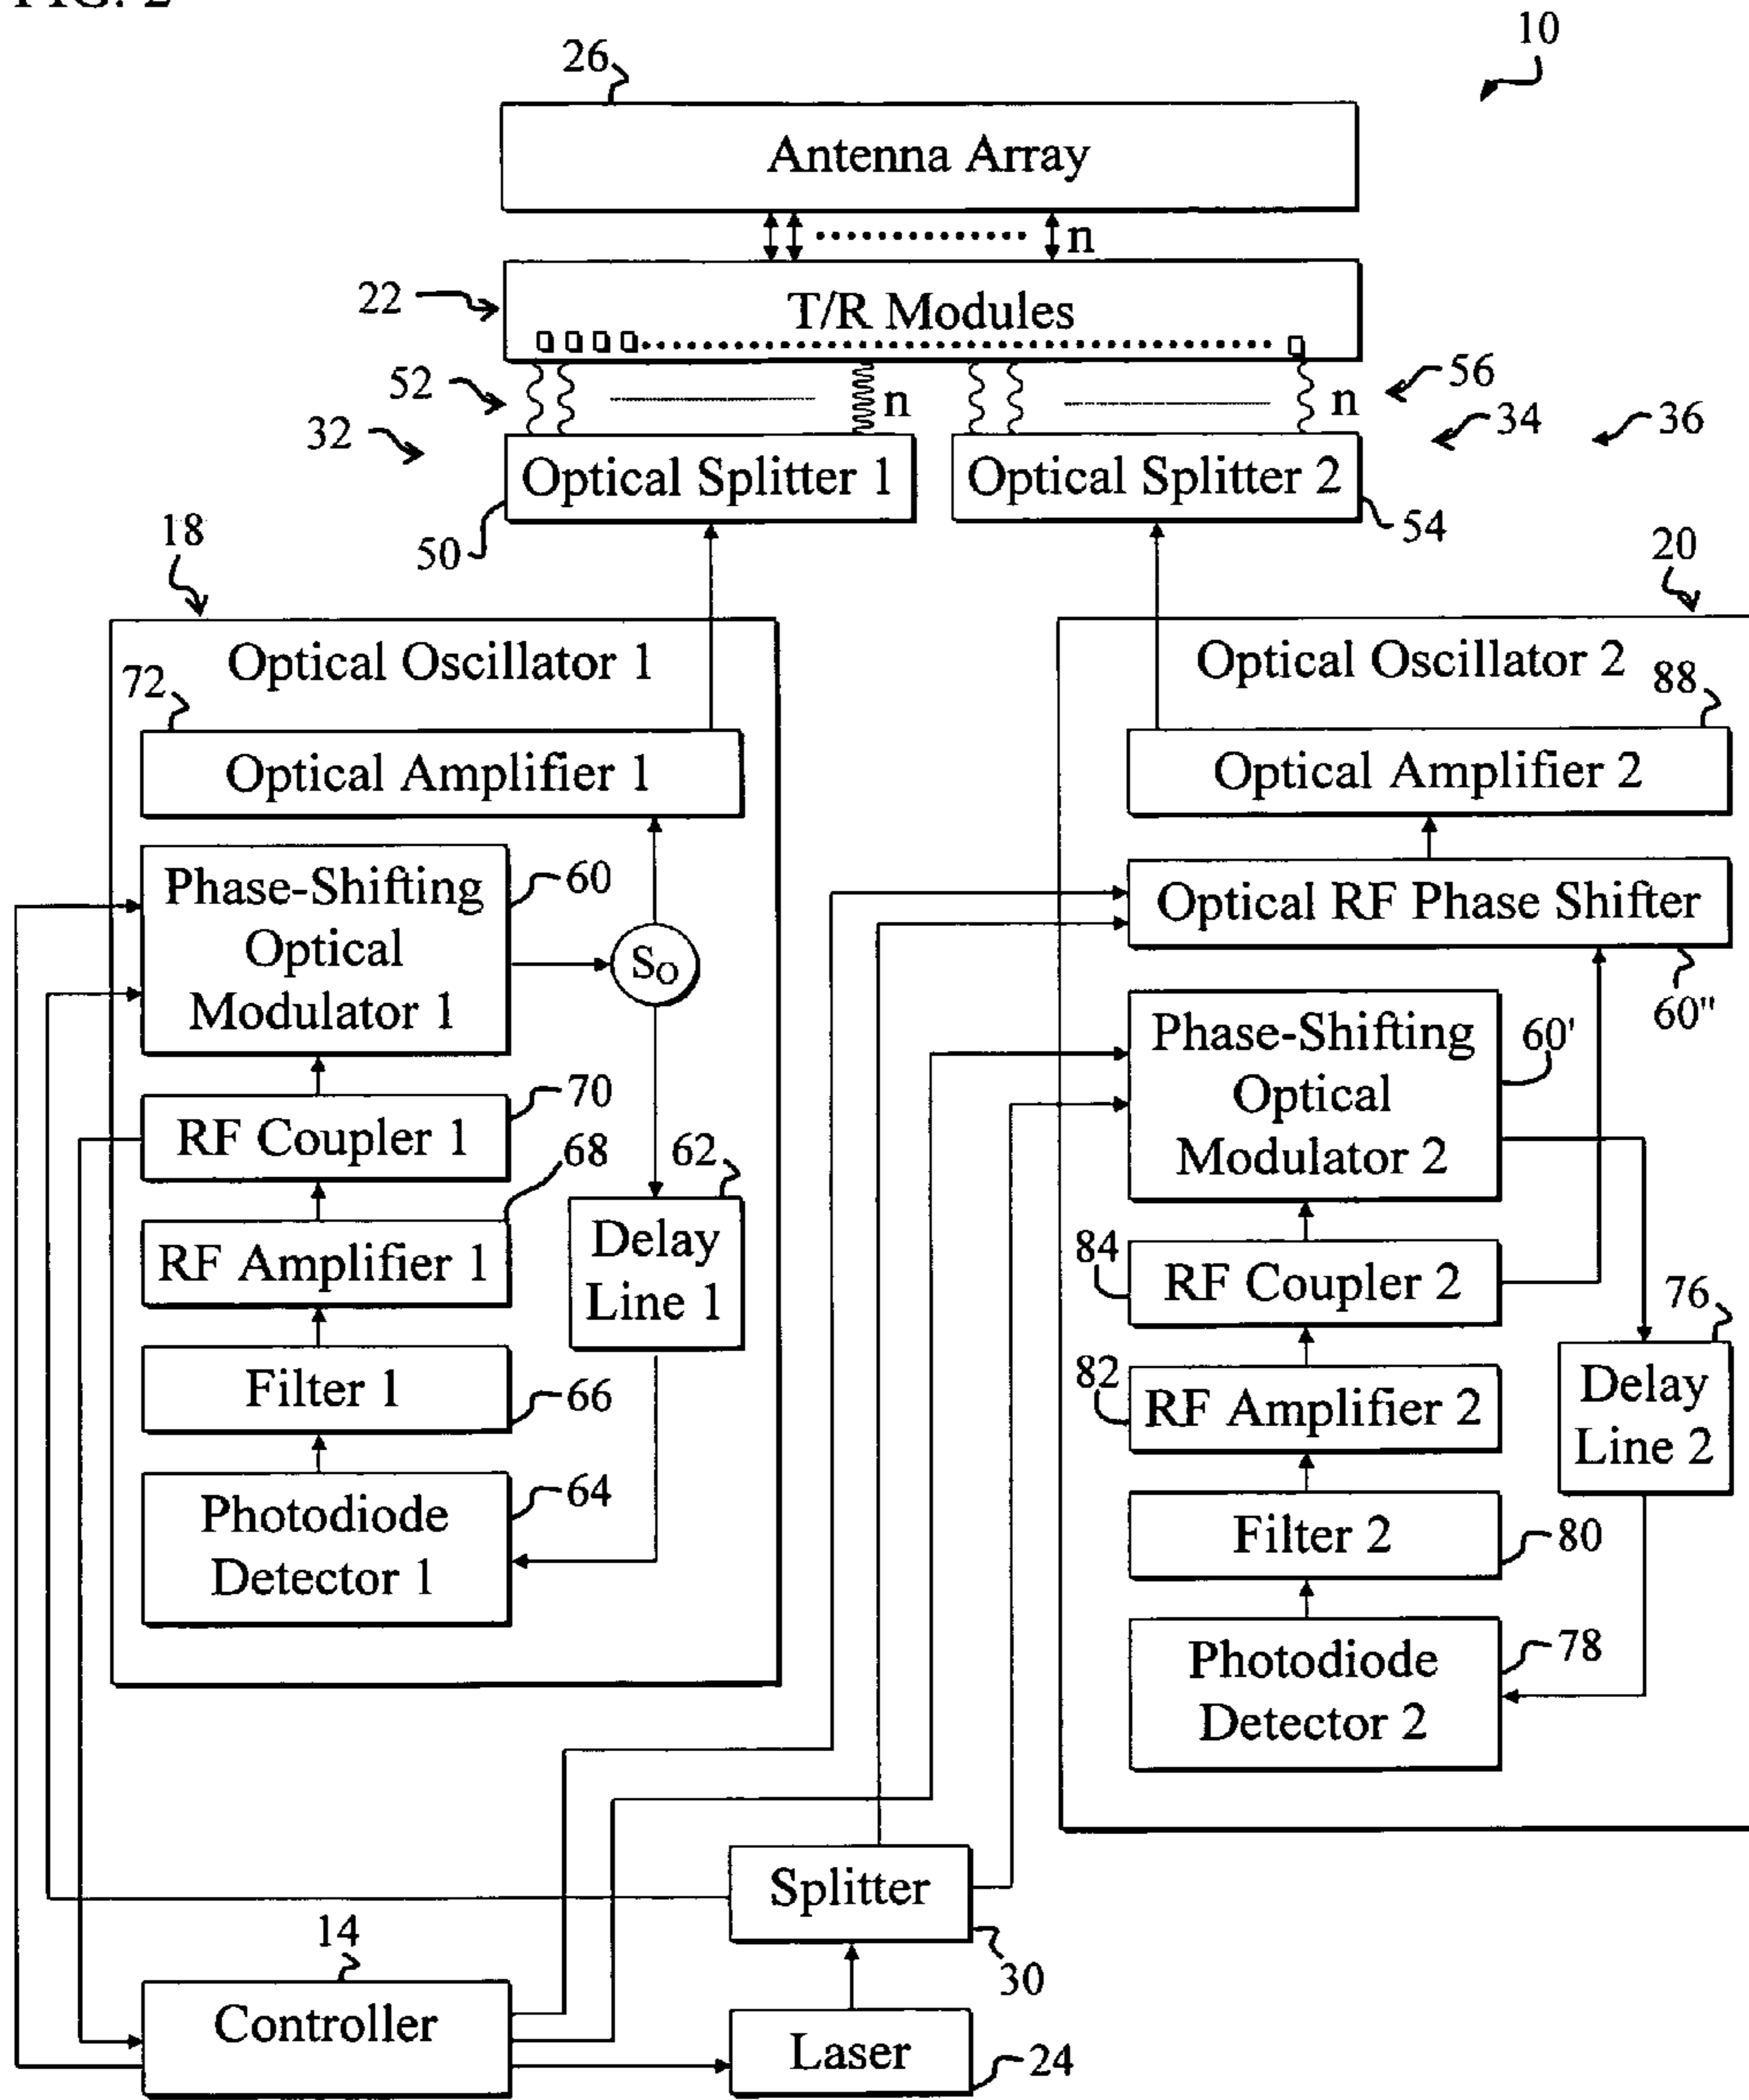 FIG. 2
10
26
Antenna Array
n
22
T/R Modules
52
n
n
56
32
34
36
Optical Splitter 1
Optical Splitter 2
50
54
18
20
Optical Oscillator 1
Optical Oscillator 2
72
88
Optical Amplifier 1
Optical Amplifier 2
Phase-Shifting
Optical
Modulator 1
60
SO
Optical RF Phase Shifter
60"
Phase-Shifting
Optical
Modulator 2
60'
RF Coupler 1
70
68
62
RF Amplifier 1
Delay
Line 1
84
RF Coupler 2
76
Filter 1
66
82
RF Amplifier 2
Delay
Line 2
Photodiode
Detector 1
64
Filter 2
80
Photodiode
Detector 2
78
Splitter
30
14
Controller
Laser
24